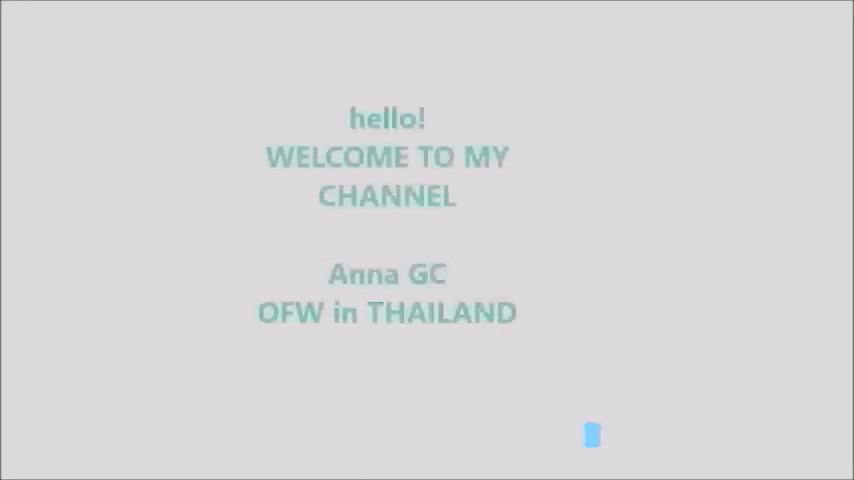 hello!
WELCOME TO MY
CHANNEL
Anna GC
OFW in THAILAND